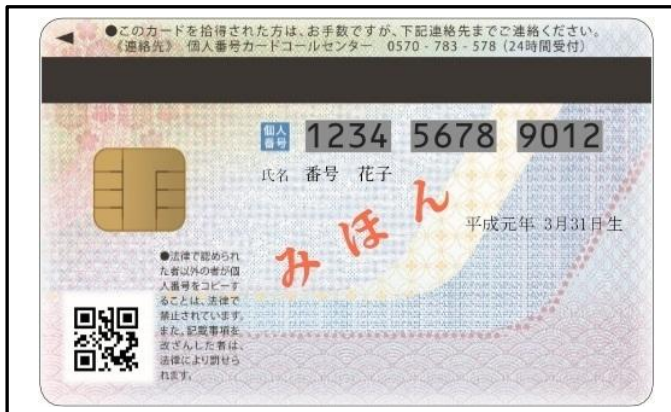 ●このカードを拾得された方は、お手数ですが、下記連絡先までご連絡ください。
《連絡先》 個人番号カードコールセンター 0570-783-578 (24時間受付)
個人番号 1234 5678 9012
氏名 番号 花子
平成元年 3月31日生
みほん
●法律で認められ
た者以外の者が個
人番号をコピーす
ることは、法律で
禁止されています。
また、記載事項を
改ざんした者は、
法律により罰せら
れます。